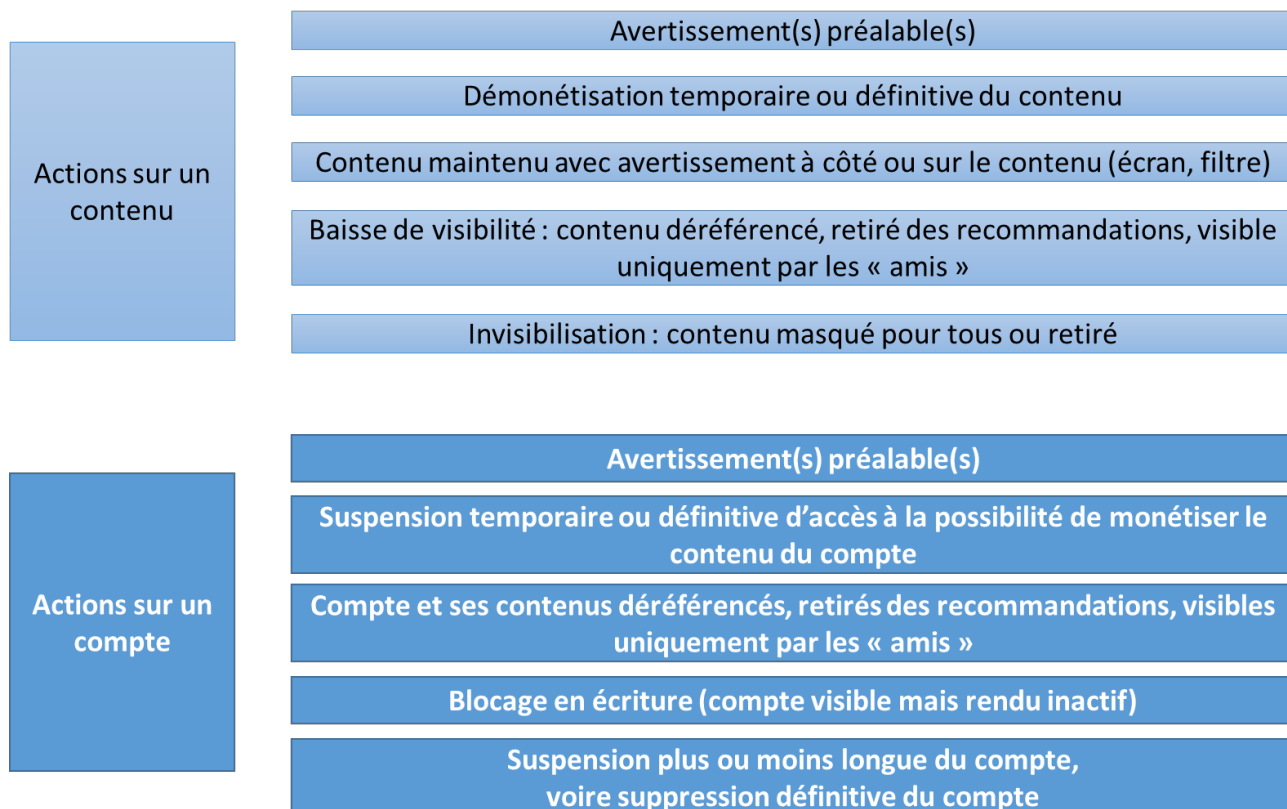 Actions sur un
contenu
Avertissement(s) préalable(s)
Démonétisation temporaire ou définitive du contenu
Contenu maintenu avec avertissement à côté ou sur le contenu (écran, filtre)
Baisse de visibilité : contenu déréférencé, retiré des recommandations, visible
uniquement par les « amis »
Invisibilisation : contenu masqué pour tous ou retiré
Actions sur un
compte
Avertissement(s) préalable(s)
Suspension temporaire ou définitive d’accès à la possibilité de monétiser le
contenu du compte
Compte et ses contenus déréférencés, retirés des recommandations, visibles
uniquement par les « amis »
Blocage en écriture (compte visible mais rendu inactif)
Suspension plus ou moins longue du compte,
voire suppression définitive du compte